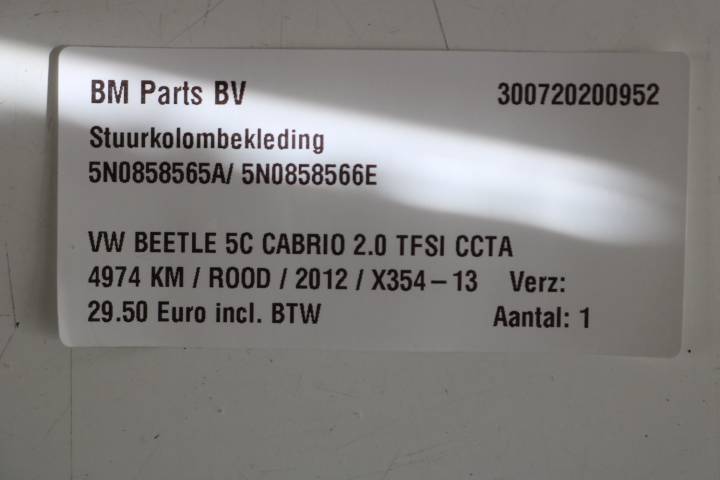 BM Parts BV 300720200952
Stuurkolombekleding
5N0858565A/ 5N0858566E
VW BEETLE 5C CABRIO 2.0 TFSI CCTA
4974 KM / ROOD / 2012 / X354-13 Verz:
29.50 Euro incl. BTW Aantal: 1